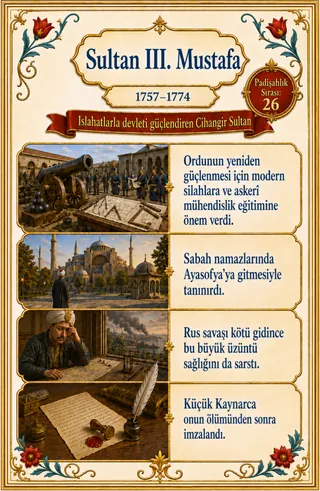 Sultan III. Mustafa
1757–1774
Padişahlık
Sırası:
26
Islahatlarla devleti güçlendiren Cihangir Sultan
Ordunun yeniden
güçlenmesi için modern
silahlara ve askerî
mühendislik eğitimine
önem verdi.
Sabah namazlarında
Ayasofya'ya gitmesiyle
tanınırdı.
Rus savaşı kötü gidince
bu büyük üzüntü
sağlığını da sarstı.
Küçük Kaynarca
onun ölümünden sonra
imzalandı.